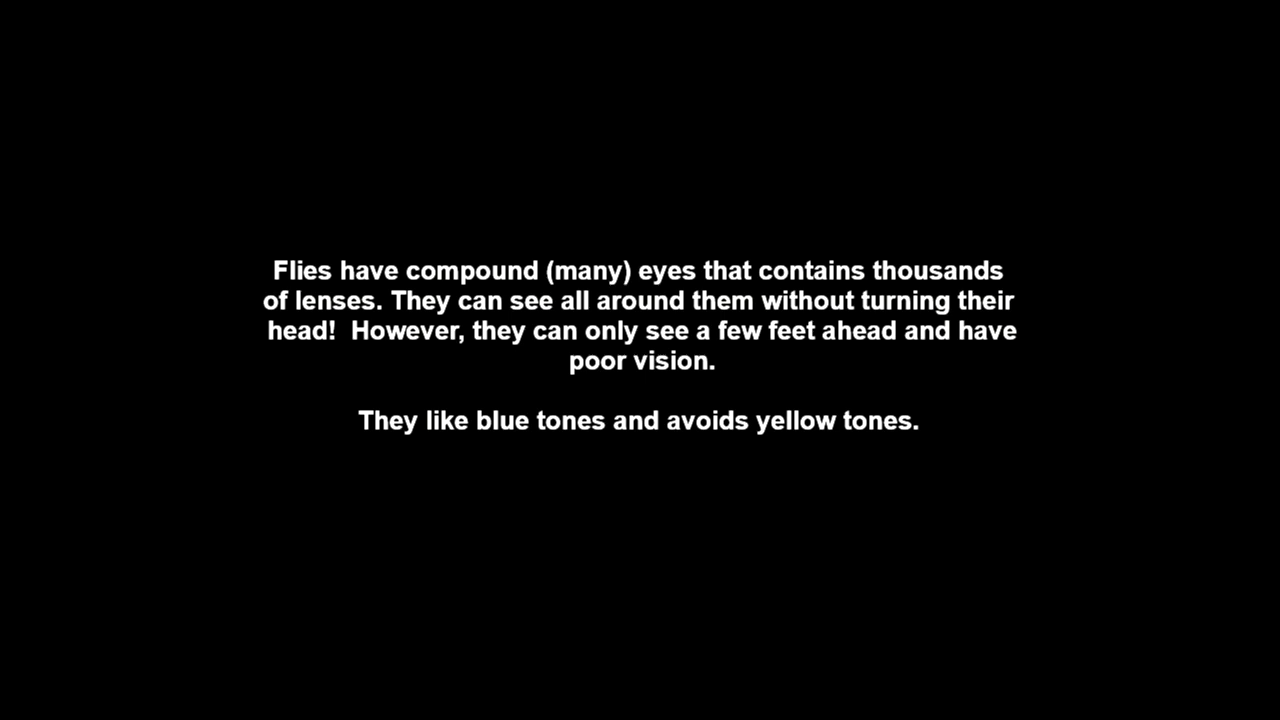 Flies have compound (many) eyes that contains thousands
of lenses. They can see all around them without turning their
head!  However, they can only see a few feet ahead and have
poor vision.
They like blue tones and avoids yellow tones.